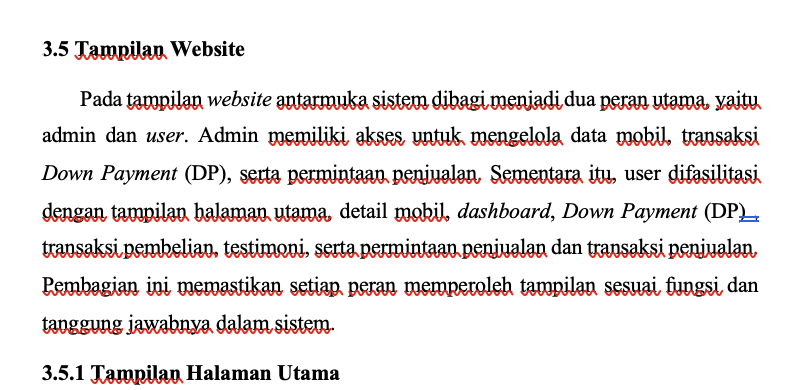 3.5 Tampilan Website
Pada tampilan website antarmuka sistem dibagi menjadi dua peran utama, yaitu
admin dan user. Admin memiliki akses untuk mengelola data mobil, transaksi
Down Payment (DP), serta permintaan penjualan. Sementara itu, user difasilitasi
dengan tampilan halaman utama, detail mobil, dashboard, Down Payment (DP) ,
transaksi pembelian, testimoni, serta permintaan penjualan dan transaksi penjualan.
Pembagian ini memastikan setiap peran memperoleh tampilan sesuai fungsi dan
tanggung jawabnya dalam sistem.
3.5.1 Tampilan Halaman Utama